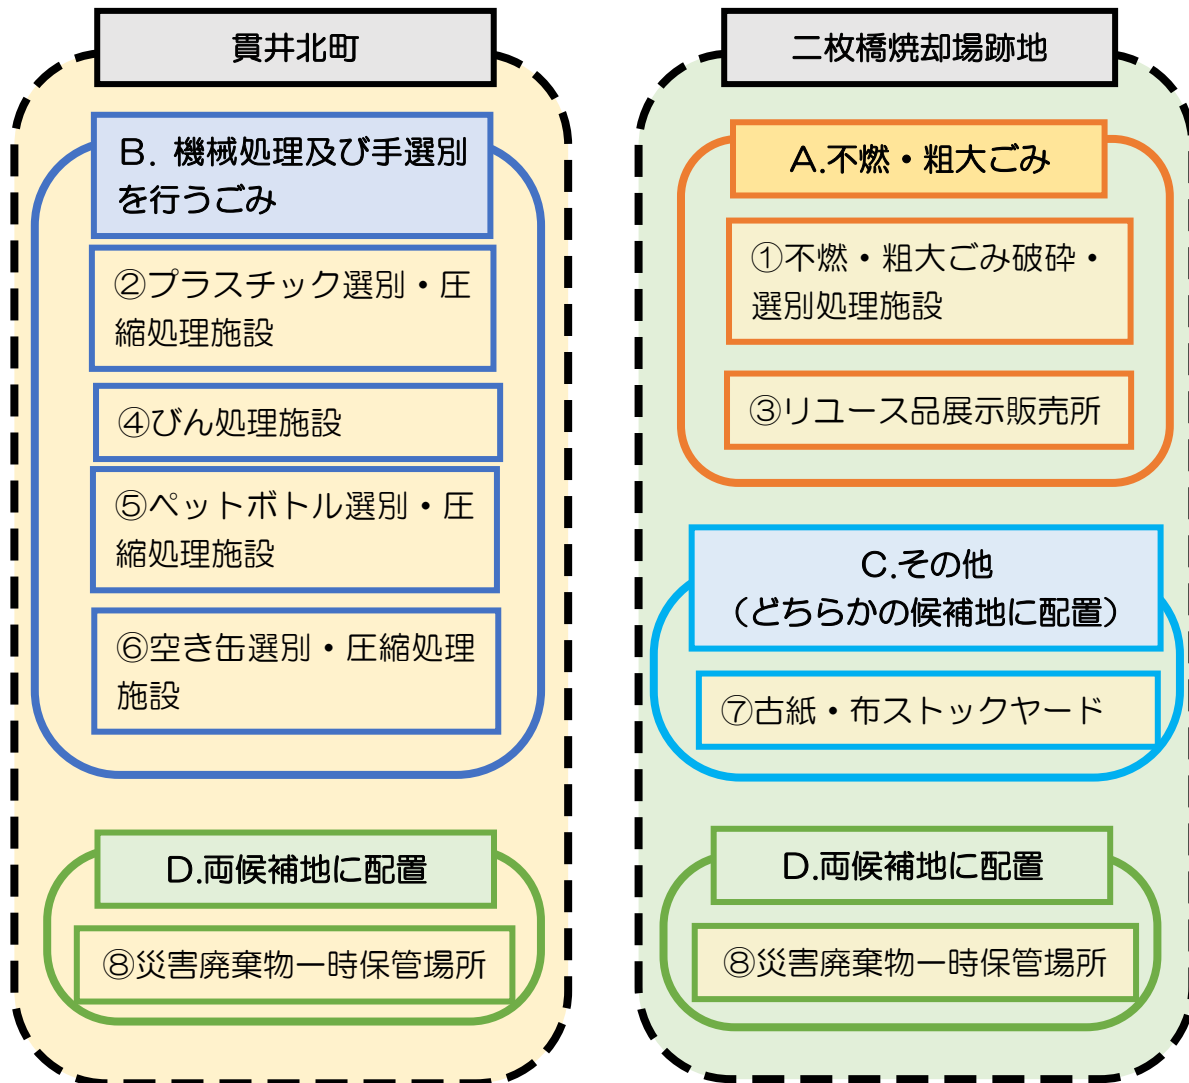 貫井北町
B. 機械処理及び手選別
を行うごみ
②プラスチック選別・圧
縮処理施設
④びん処理施設
⑤ペットボトル選別・圧
縮処理施設
⑥空き缶選別・圧縮処理
施設
D.両候補地に配置
⑧災害廃棄物一時保管場所
二枚橋焼却場跡地
A.不燃・粗大ごみ
①不燃・粗大ごみ破砕・
選別処理施設
③リユース品展示販売所
C.その他
（どちらかの候補地に配置）
⑦古紙・布ストックヤード
D.両候補地に配置
⑧災害廃棄物一時保管場所